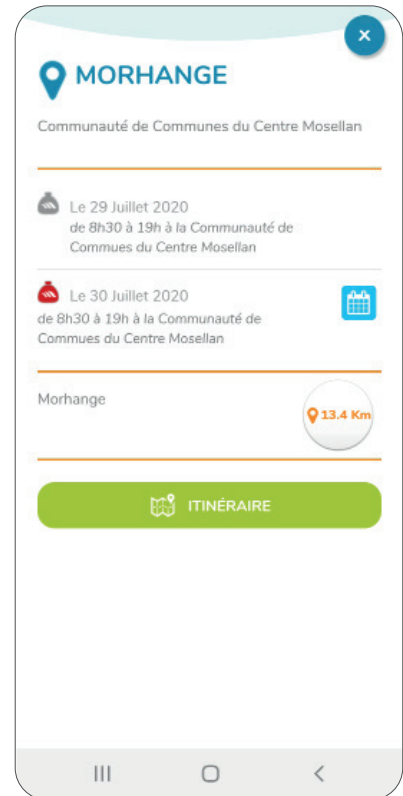 MORHANGE
Communauté de Communes du Centre Mosellan
Le 29 Juillet 2020
de 8h30 à 19h à la Communauté de
Commues du Centre Mosellan
Le 30 Juillet 2020
de 8h30 à 19h à la Communauté de
Commues du Centre Mosellan
Morhange
13.4 Km
ITINÉRAIRE